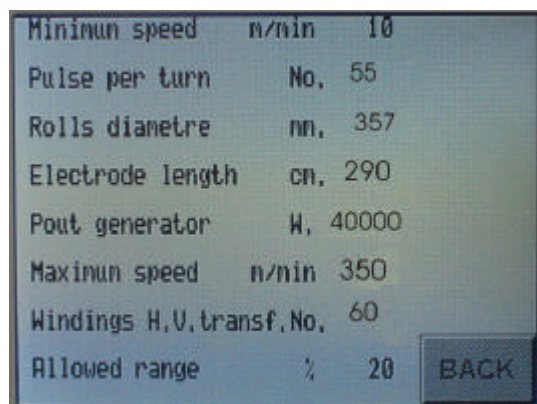 Minimun speed m/min 10
Pulse per turn No. 55
Rolls diametre mm. 357
Electrode length cm. 290
Pout generator W. 40000
Maximun speed m/min 350
Windings H.V.transf.No. 60
Allowed range % 20
BACK